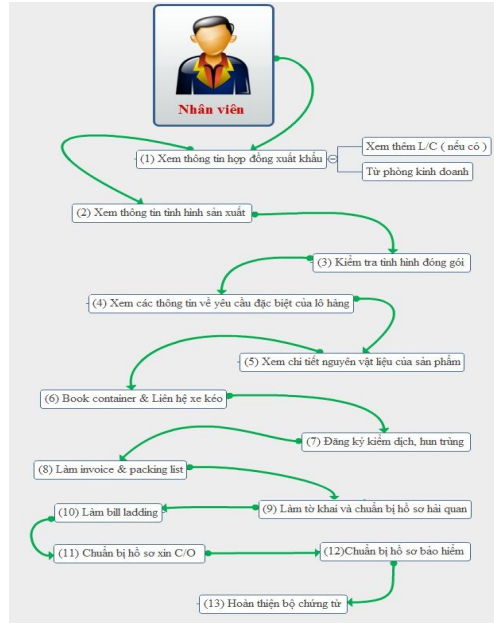 Nhân viên
(1) Xem thông tin hợp đồng xuất khẩu
Xem thêm L/C ( nếu có )
Từ phòng kinh doanh
(2) Xem thông tin tình hình sản xuất
(3) Kiểm tra tình hình đóng gói
(4) Xem các thông tin về yêu cầu đặc biệt của lô hàng
(5) Xem chi tiết nguyên vật liệu của sản phẩm
(6) Book container & Liên hệ xe kéo
(7) Đăng ký kiểm dịch, hun trùng
(8) Làm invoice & packing list
(9) Làm tờ khai và chuẩn bị hồ sơ hải quan
(10) Làm bill ladding
(11) Chuẩn bị hồ sơ xin C/O
(12)Chuẩn bị hồ sơ bảo hiểm
(13) Hoàn thiện bộ chứng từ